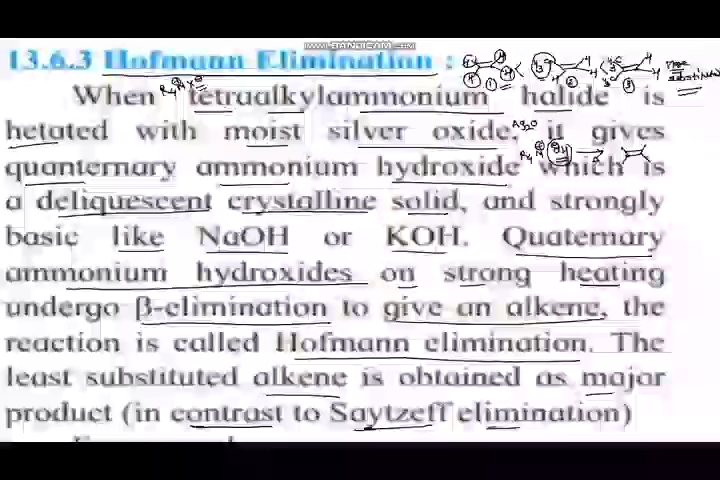 WWW.BANDICAM.COM
13.6.3 Hofmann Elimination :
When tetraalkylammonium halide is
hetated with moist silver oxide, it gives
quanternary ammonium hydroxide which is
a deliquescent crystalline solid, and strongly
basic like NaOH or KOH. Quaternary
ammonium hydroxides on strong heating
undergo β-elimination to give an alkene, the
reaction is called Hofmann elimination. The
least substituted alkene is obtained as major
product (in contrast to Saytzeff elimination)